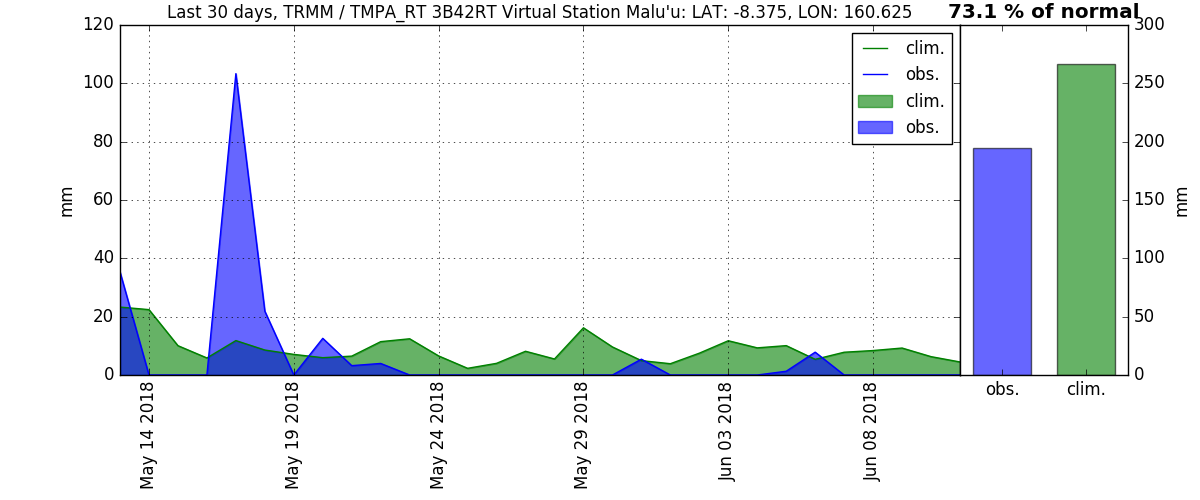 Last 30 days, TRMM / TMPA_RT 3B42RT Virtual Station Malu'u: LAT: -8.375, LON: 160.625
73.1 % of normal
120
100
80
60
40
20
0
mm
clim.
obs.
clim.
obs.
300
250
200
150
100
50
0
mm
May 14 2018
May 19 2018
May 24 2018
May 29 2018
Jun 03 2018
Jun 08 2018
obs.
clim.